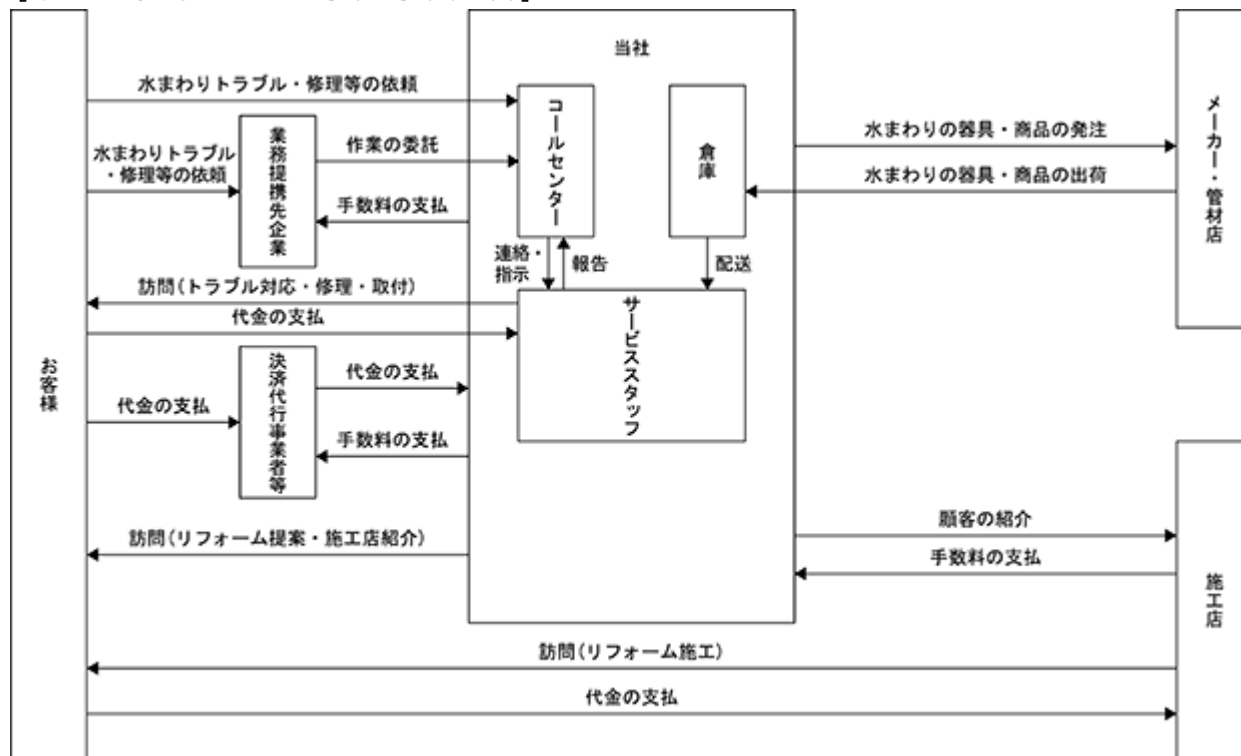 当社
水まわりトラブル・修理等の依頼
コールセンター
倉庫
メーカー・管材店
業務提携先企業
水まわりトラブル
・修理等の依頼
作業の委託
手数料の支払
水まわりの器具・商品の発注
水まわりの器具・商品の出荷
連絡・
指示
報告
配送
訪問(トラブル対応・修理・取付)
代金の支払
サービススタッフ
お客様
決済代行事業者等
代金の支払
代金の支払
手数料の支払
訪問(リフォーム提案・施工店紹介)
顧客の紹介
手数料の支払
施工店
訪問(リフォーム施工)
代金の支払